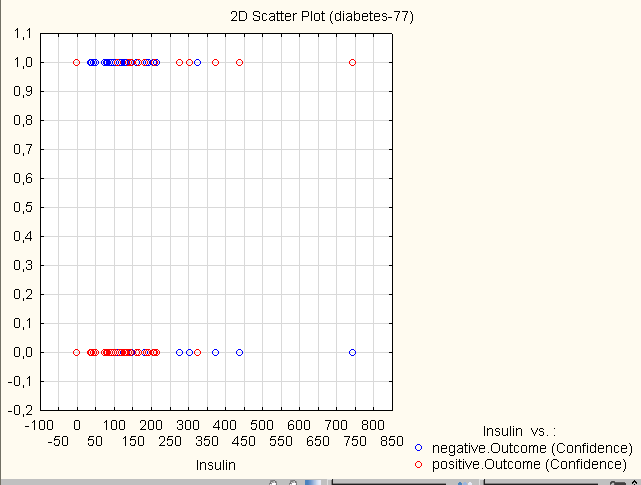 2D Scatter Plot (diabetes-77)
1,1
1,0
0,9
0,8
0,7
0,6
0,5
0,4
0,3
0,2
0,1
0,0
-0,1
-0,2
-100 0 100 200 300 400 500 600 700 800
-50 50 150 250 350 450 550 650 750 850
Insulin
Insulin vs. :
negative.Outcome (Confidence)
positive.Outcome (Confidence)